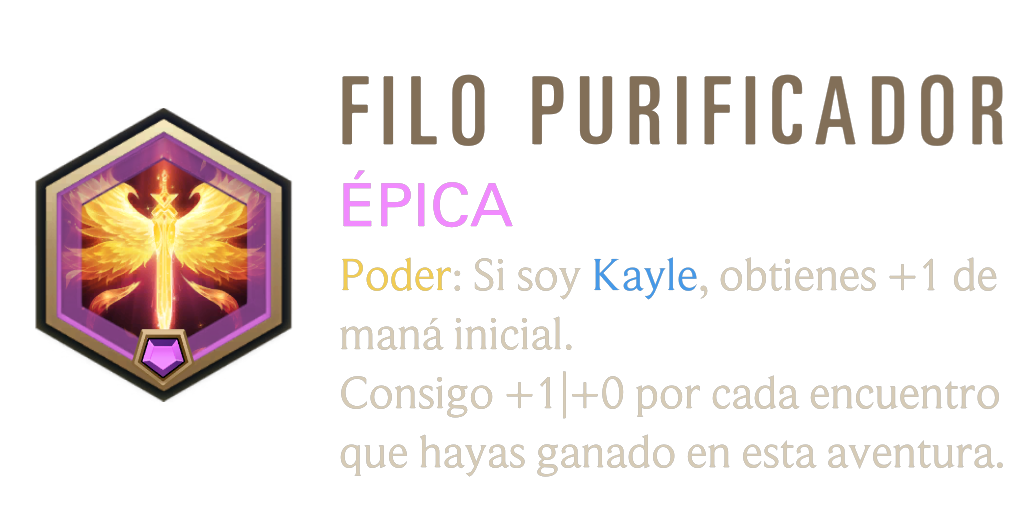 FILO PURIFICADOR
ÉPICA
Poder: Si soy Kayle, obtienes +1 de
maná inicial.
Consigo +1|+0 por cada encuentro
que hayas ganado en esta aventura.